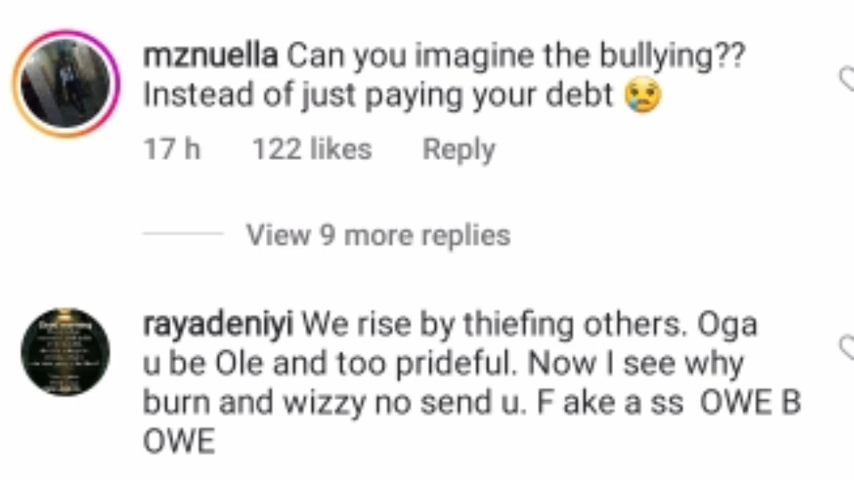 mznuella Can you imagine the bullying??
Instead of just paying your debt 😢
17 h 122 likes Reply
View 9 more replies
rayadeniyi We rise by thiefing others. Oga
u be Ole and too prideful. Now I see why
burn and wizzy no send u. F ake a ss OWE B
OWE